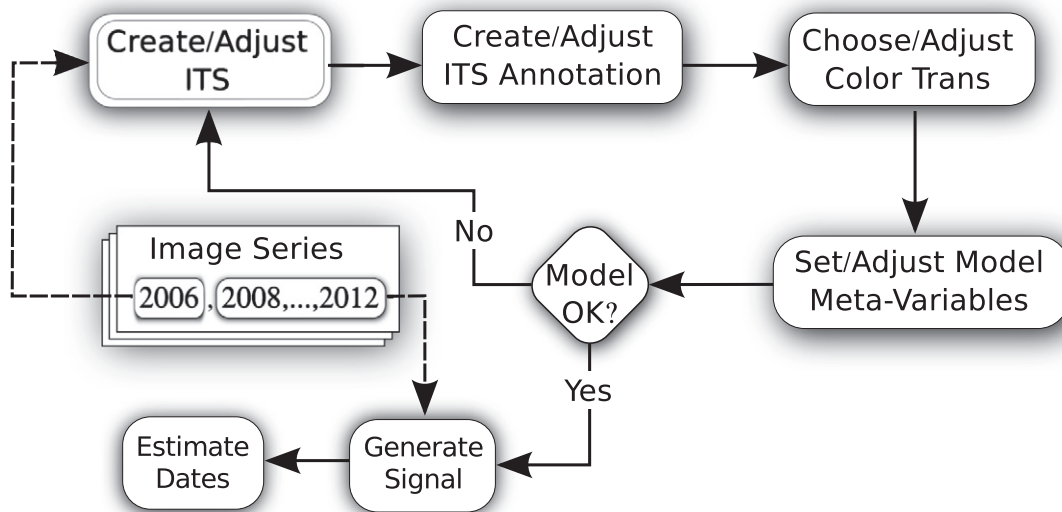 Create/Adjust
ITS
Create/Adjust
ITS Annotation
Choose/Adjust
Color Trans
No
Image Series
2006,2008,...,2012
Model
OK?
Set/Adjust Model
Meta-Variables
Yes
Estimate
Dates
Generate
Signal